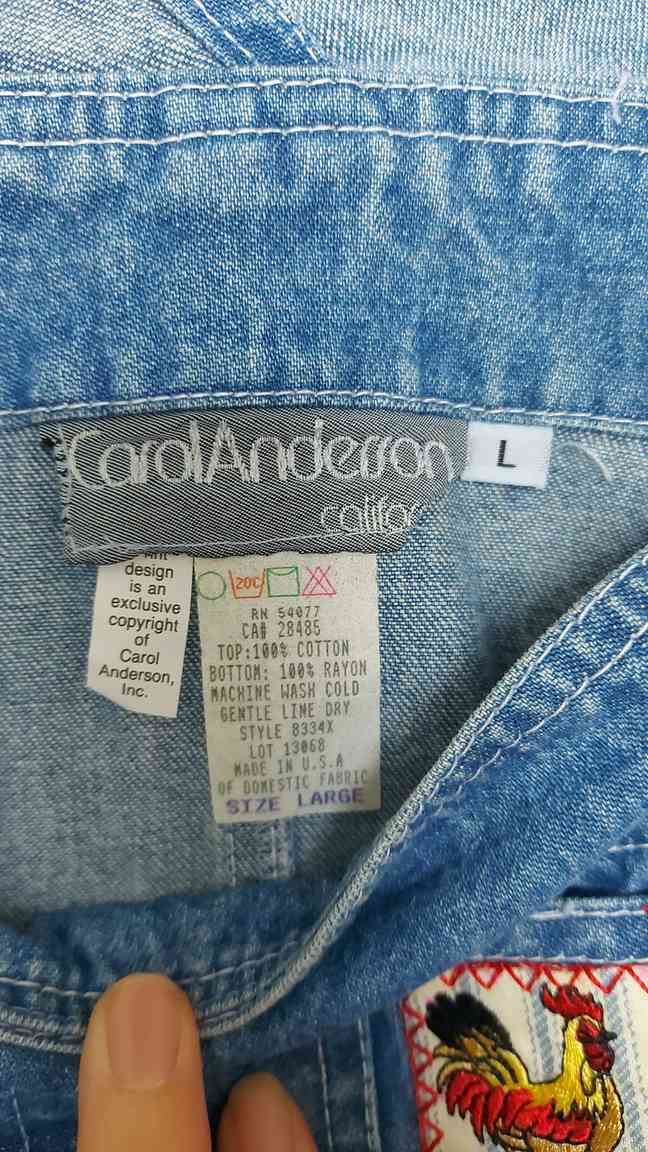 CarolAnderson
califor
L
design
is an
exclusive
copyright
of
Carol
Anderson,
Inc.
20C
RN 54077
CA# 28485
TOP:100% COTTON
BOTTOM: 100% RAYON
MACHINE WASH COLD
GENTLE LINE DRY
STYLE 8334X
LOT 13068
MADE IN U.S.A
OF DOMESTIC FABRIC
SIZE LARGE